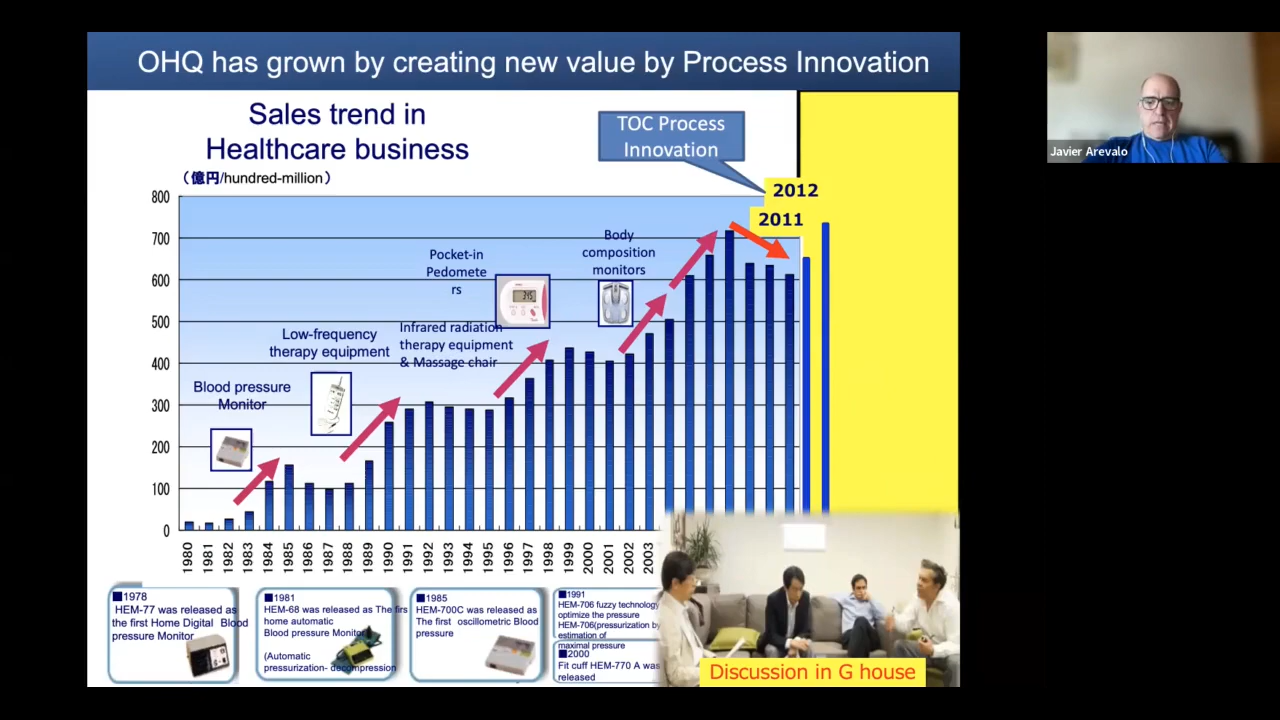 OHQ has grown by creating new value by Process Innovation
Sales trend in
Healthcare business
（億円/hundred-million）
TOC Process
Innovation
2012
2011
800
700
600
500
400
300
200
100
0
Body
composition
monitors
Pocket-in
Pedomete
rs
Infrared radiation
therapy equipment
& Massage chair
Low-frequency
therapy equipment
Blood pressure
Monitor
1980
1981
1982
1983
1984
1985
1986
1987
1988
1989
1990
1991
1992
1993
1994
1995
1996
1997
1998
1999
2000
2001
2002
2003
■1978
HEM-77 was released as
the first Home Digital Blood
pressure Monitor
■1981
HEM-68 was released as The firs
home automatic
Blood pressure Monitor
(Automatic
pressurization- decompression
■1985
HEM-700C was released as
The first oscillometric Blood
pressure
■1991
HEM-706 fuzzy technology
optimize the pressure
HEM-706(pressurization by
estimation of
maximal pressure
■2000
Fit cuff HEM-770 A was
released
Discussion in G house
Javier Arevalo